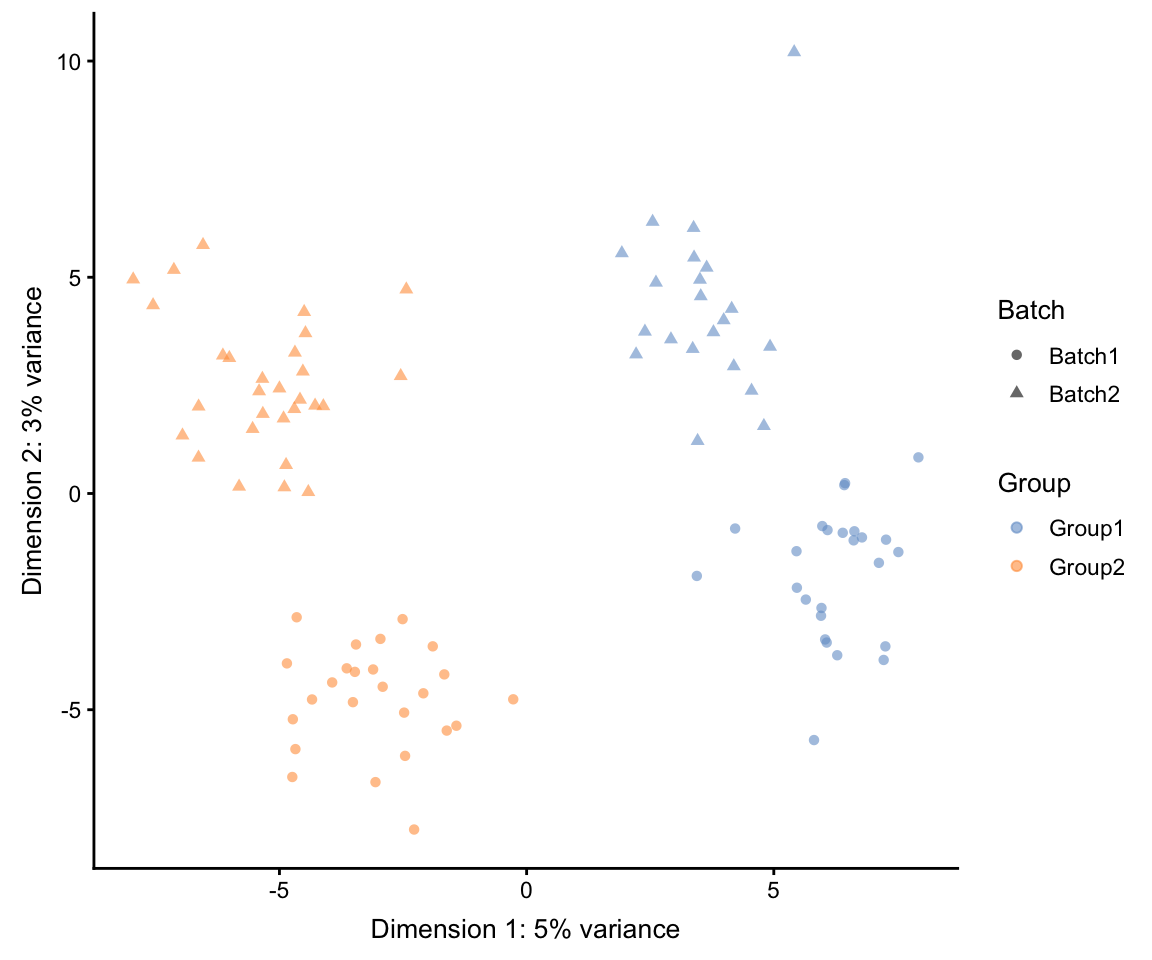 10
5
0
-5
-5
0
5
Dimension 1: 5% variance
Dimension 2: 3% variance
Batch
Batch1
Batch2
Group
Group1
Group2